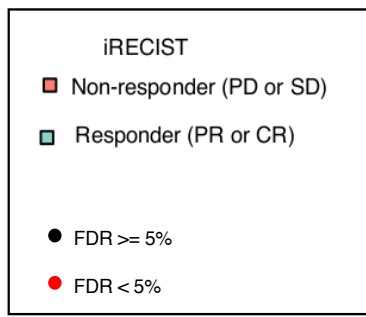 iRECIST
Non-responder (PD or SD)
Responder (PR or CR)
FDR >= 5%
FDR < 5%